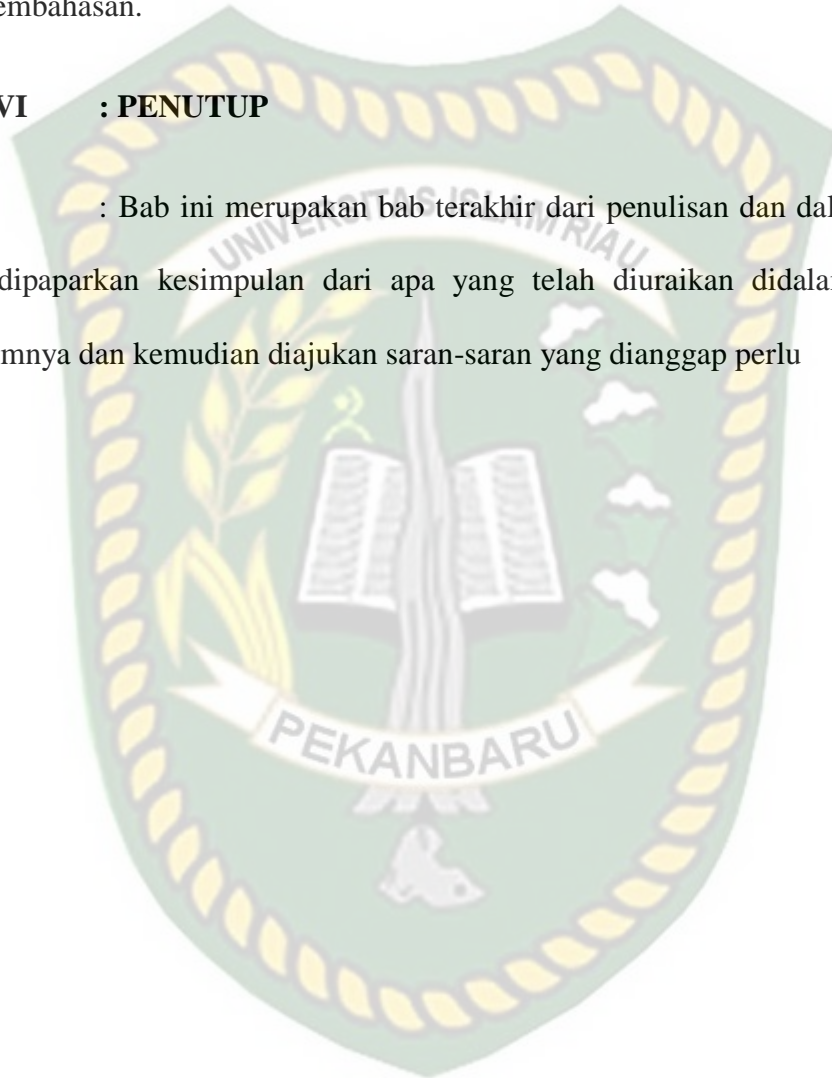 embahasan.
VI : PENUTUP
: Bab ini merupakan bab terakhir dari penulisan dan dal
dipaparkan kesimpulan dari apa yang telah diuraikan didala
mnya dan kemudian diajukan saran-saran yang dianggap perlu
UNIVERSITAS ISLAM RIAU
PEKANBARU